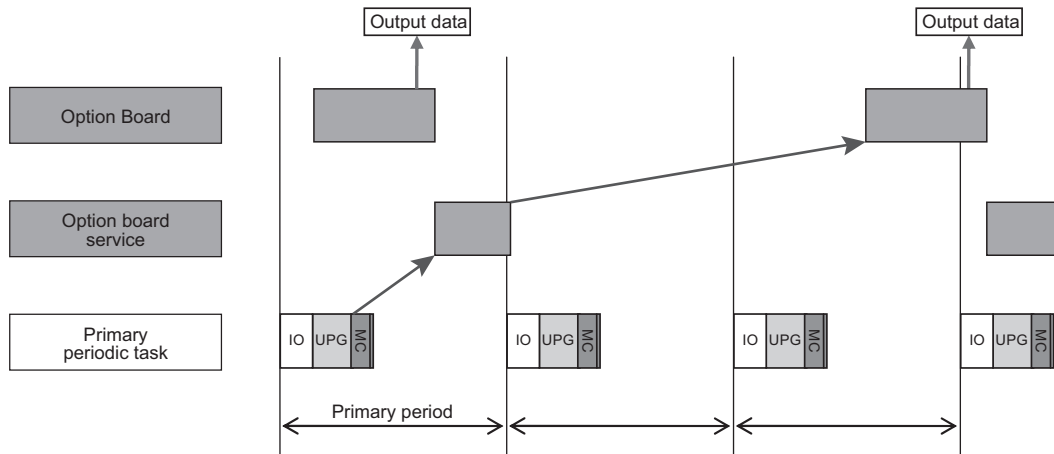 Output data
Output data
Option Board
Option board
service
Primary
periodic task
IO UPG MC
IO UPG MC
IO UPG MC
IO UPG MC
Primary period